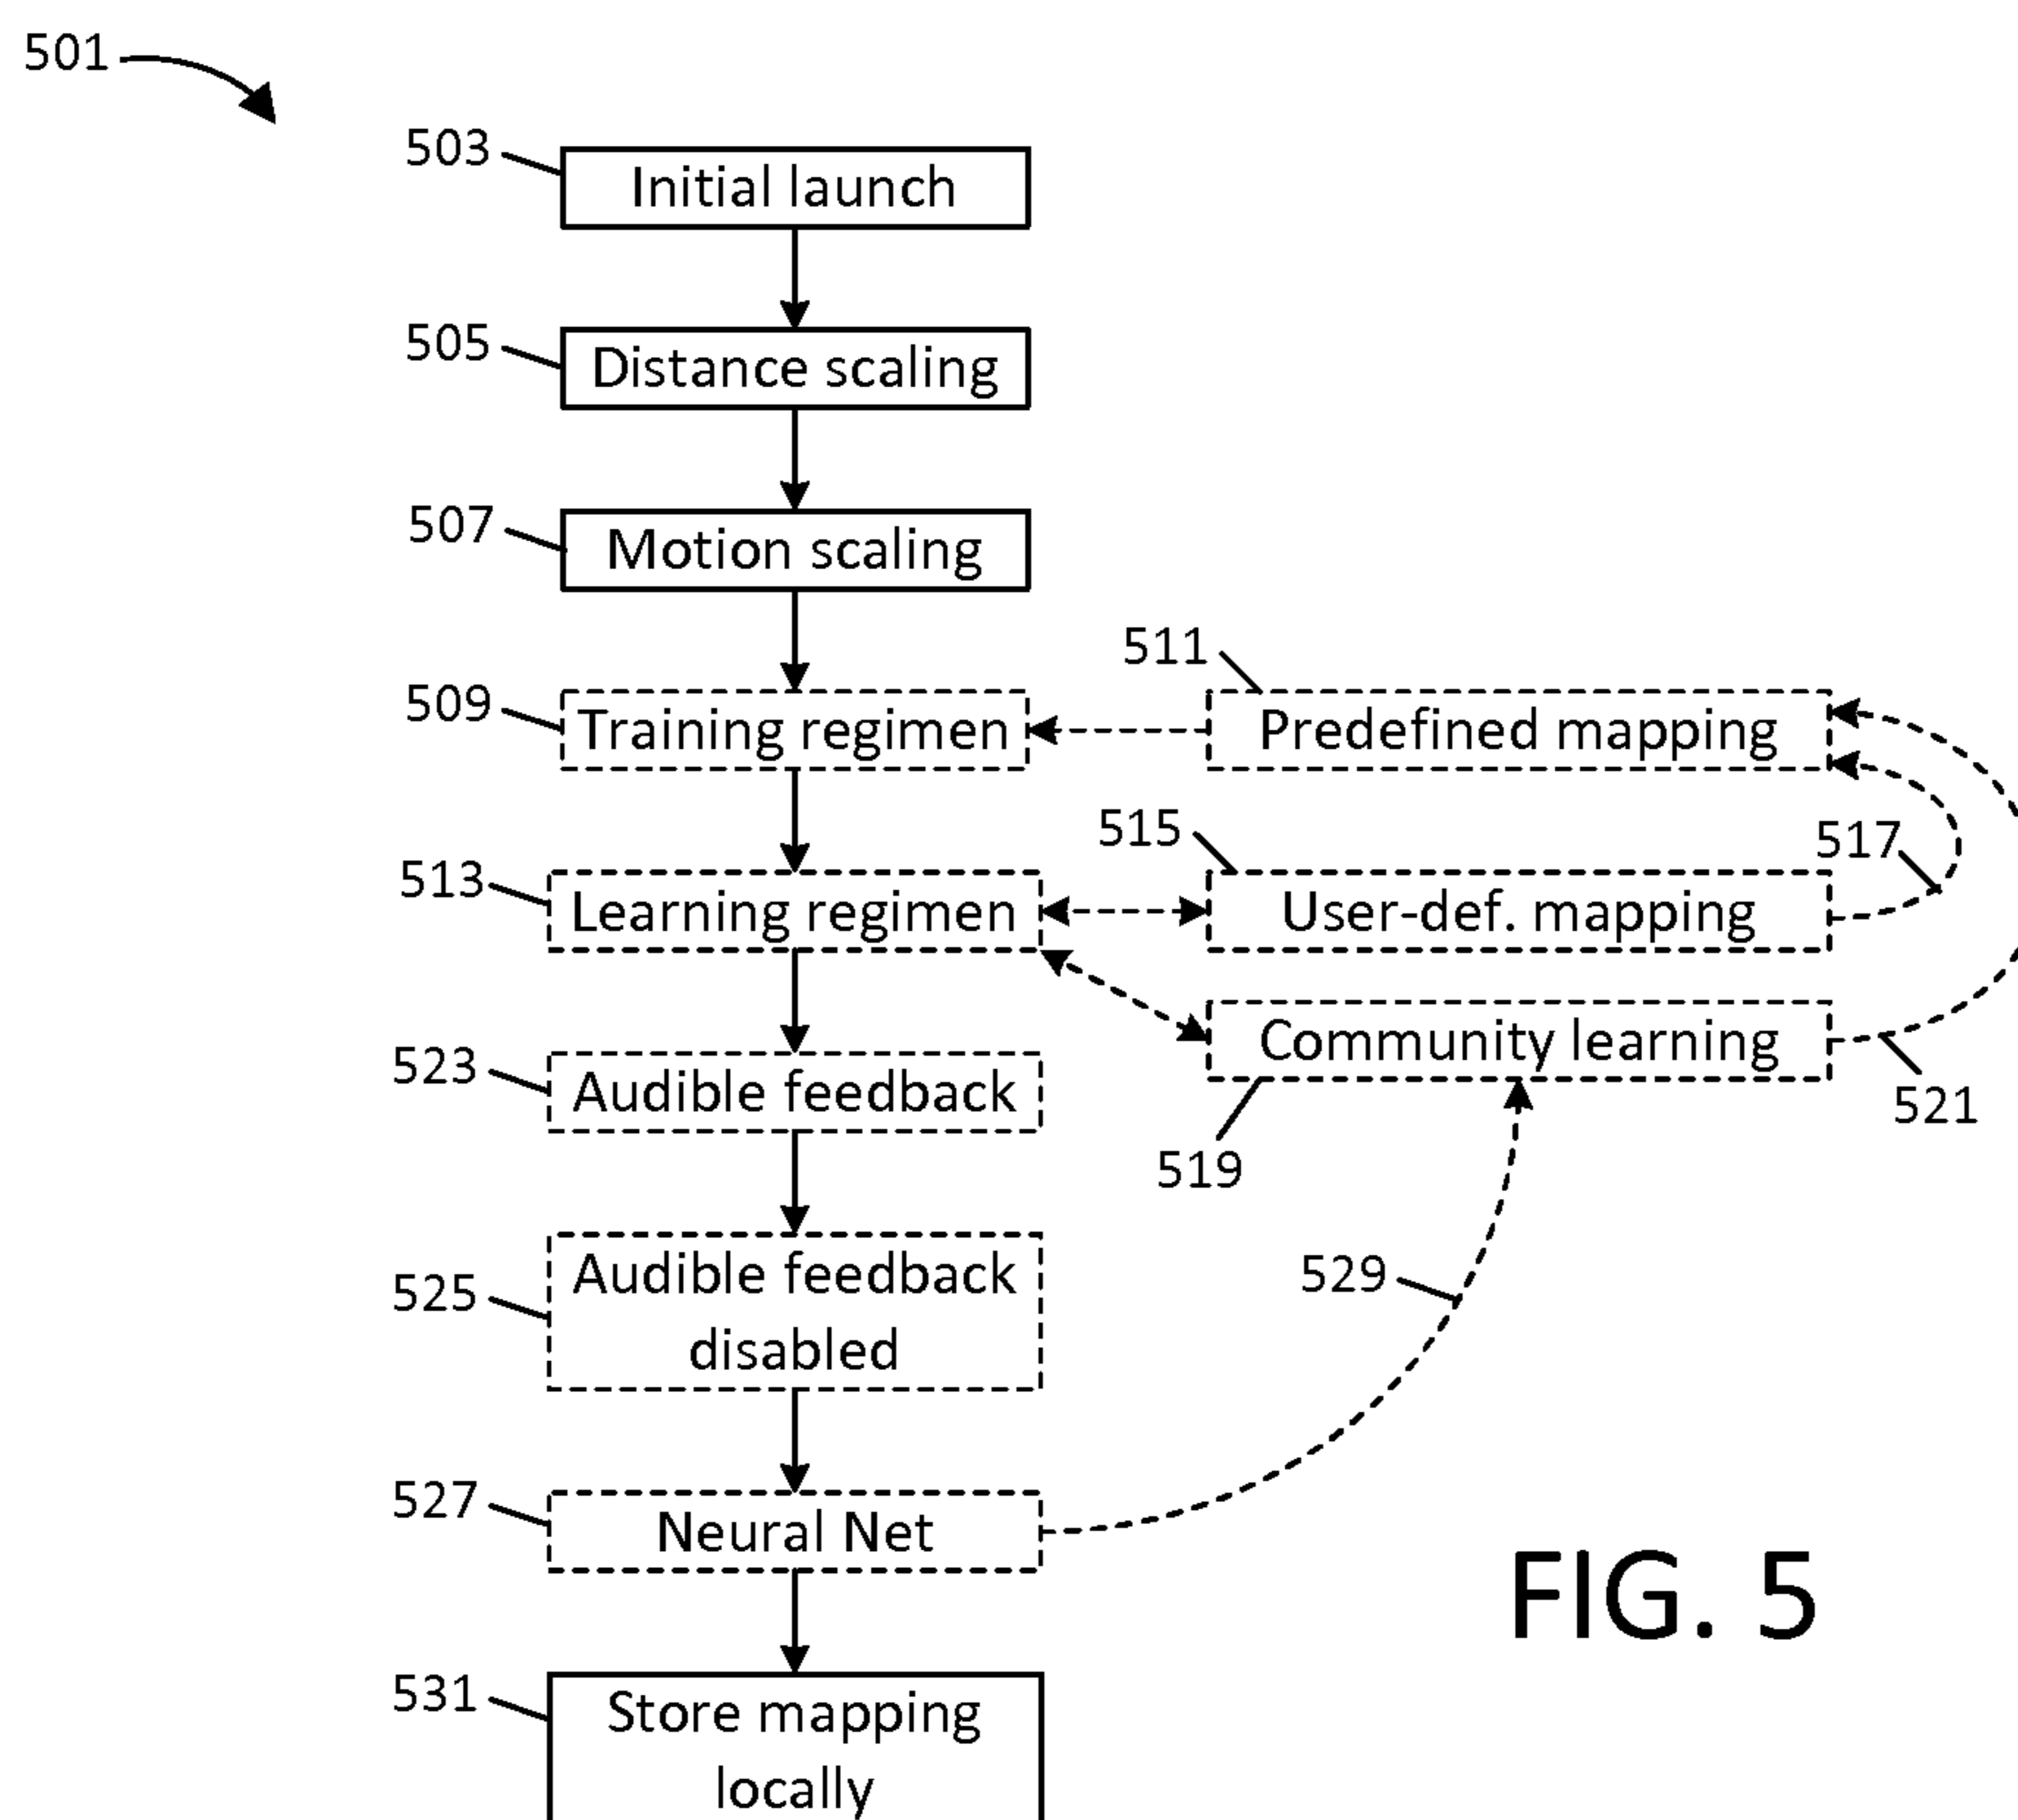 501
503
Initial launch
505
Distance scaling
507
Motion scaling
511
509
Training regimen
Predefined mapping
515
517
513
Learning regimen
User-def. mapping
523
Audible feedback
Community learning
521
519
525
Audible feedback
disabled
529
527
Neural Net
FIG. 5
531
Store mapping
locally